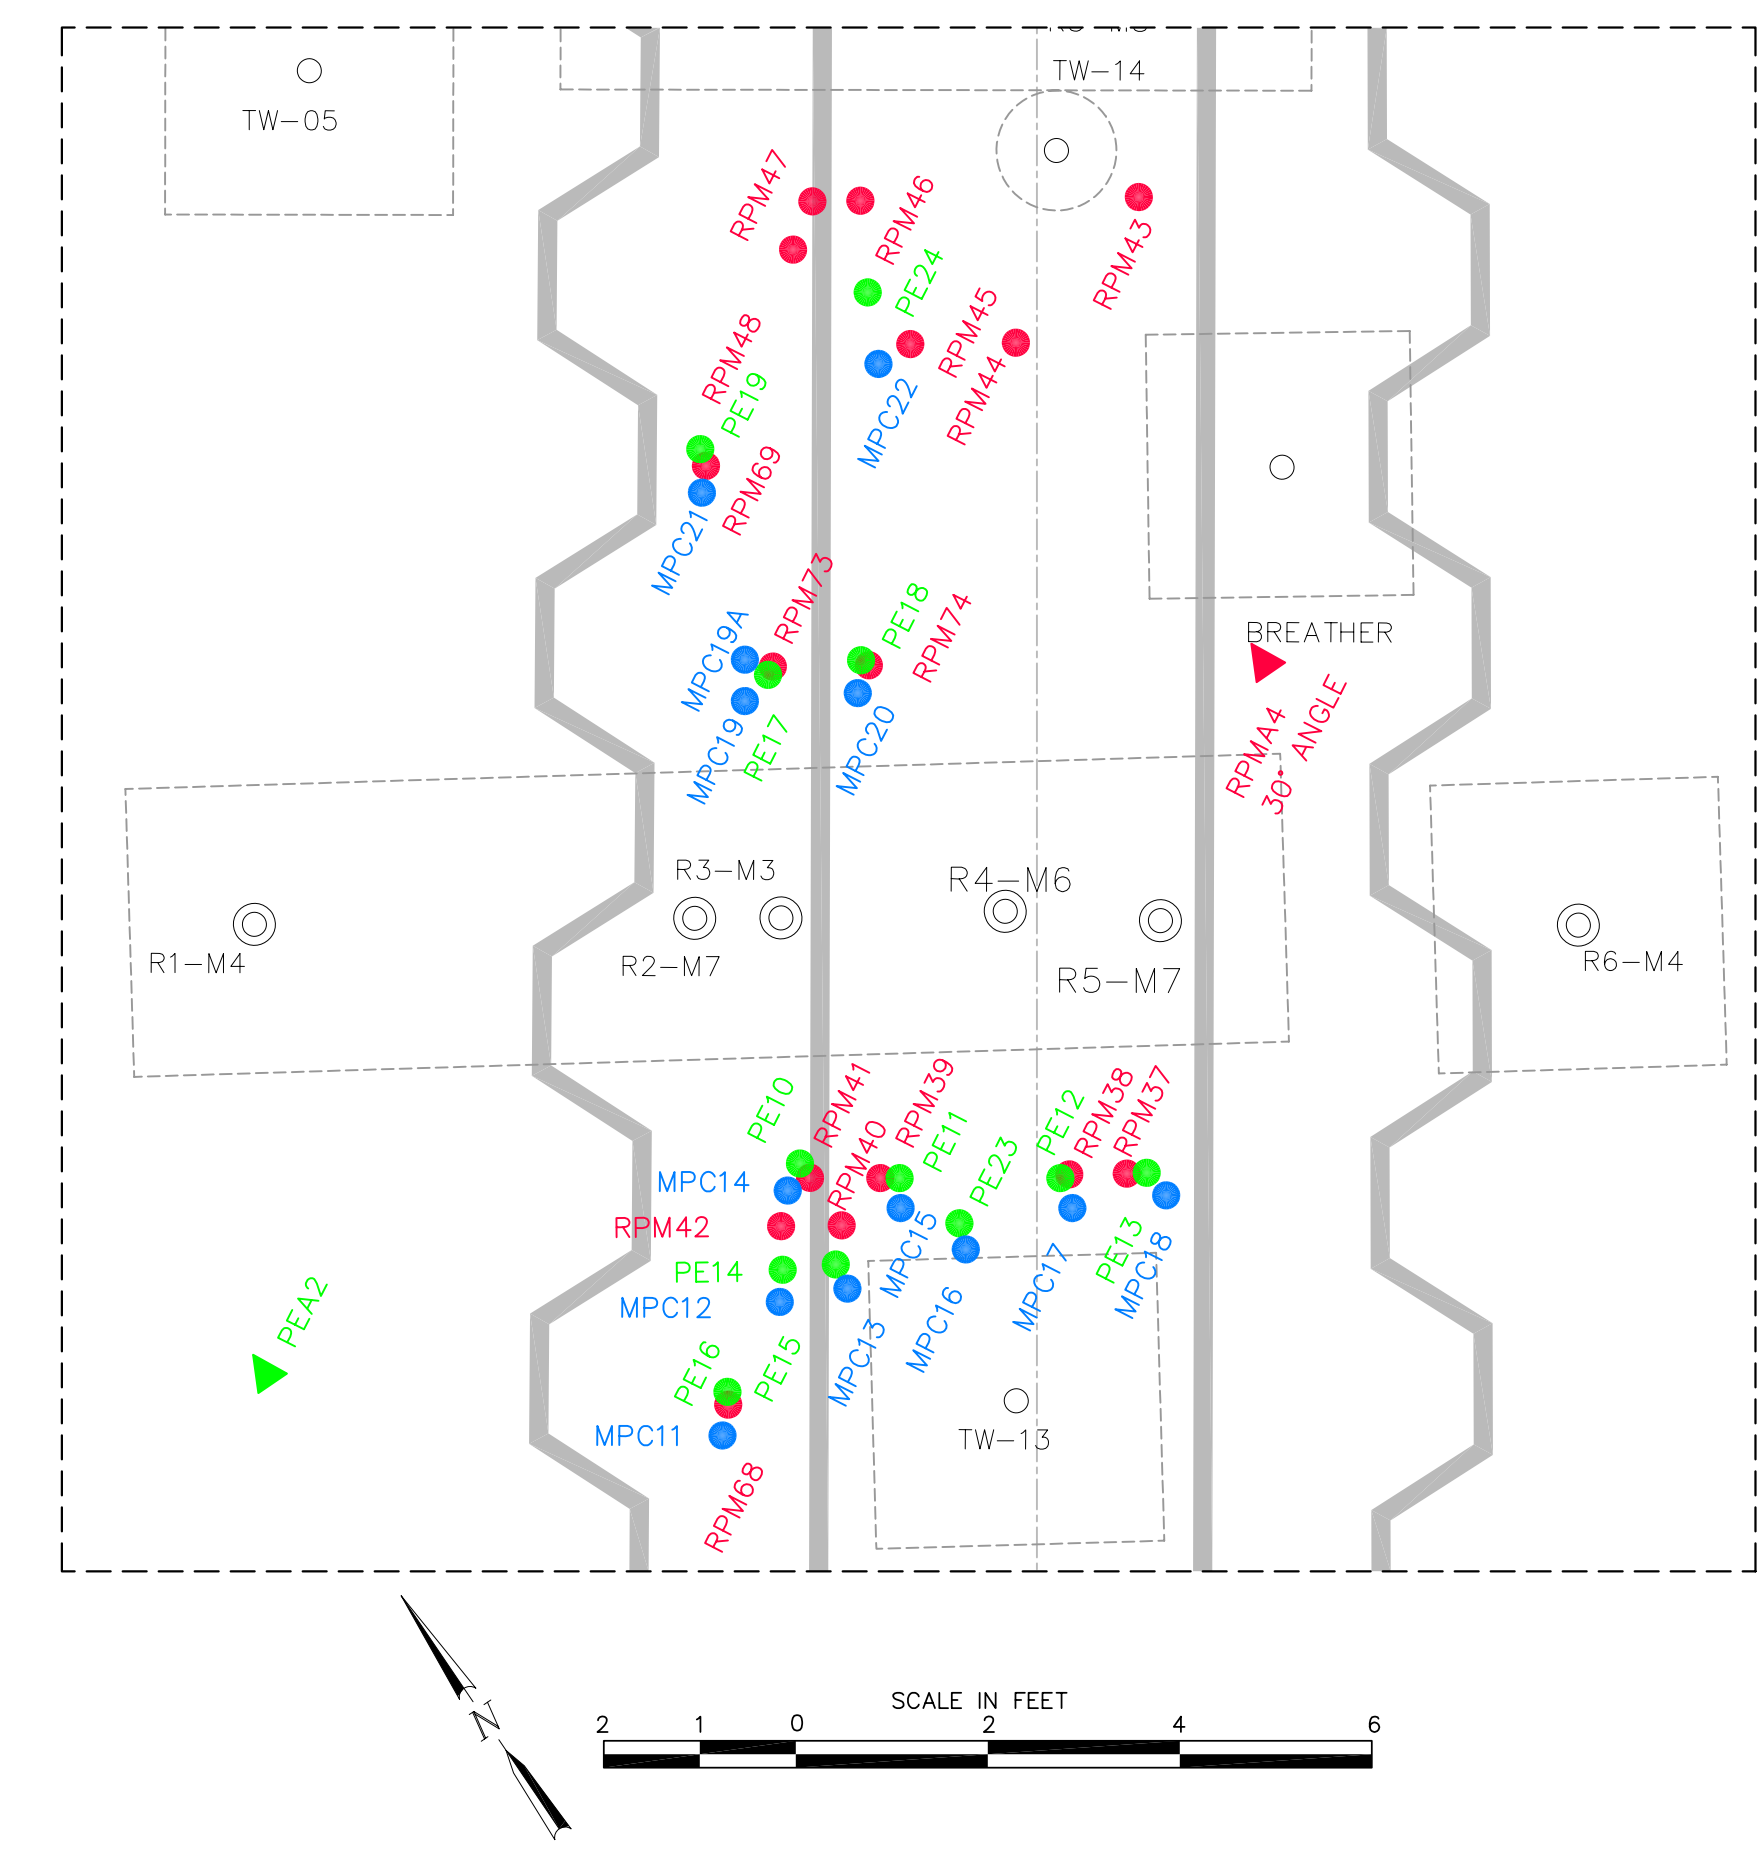 TW-14
TW-05
RPM47
RPM46
RPM43
PE24
RPM45
RPM44
RPM48
PE19
MPC22
RPM69
MPC21
RPM73
MPC19A
PE18
RPM74
BREATHER
RPMA4
30° ANGLE
MPC19
PE17
MPC20
R3-M3
R4-M6
R1-M4
R2-M7
R5-M7
R6-M4
PE10
RPM41
RPM39
PE11
PE12
RPM38
RPM37
RPM40
PE23
MPC14
RPM42
PE14
MPC12
MPC15
MPC16
MPC17
PE13
MPC18
MPC13
PEA2
PE16
PE15
MPC11
TW-13
RPM68
N
SCALE IN FEET
2 1 0 2 4 6